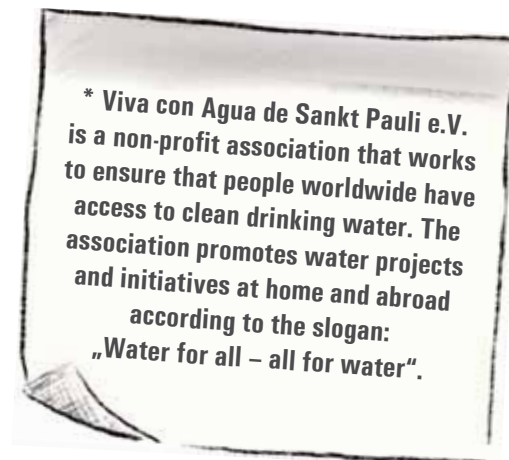 * Viva con Agua de Sankt Pauli e.V.
is a non-profit association that works
to ensure that people worldwide have
access to clean drinking water. The
association promotes water projects
and initiatives at home and abroad
according to the slogan:
„Water for all – all for water“.